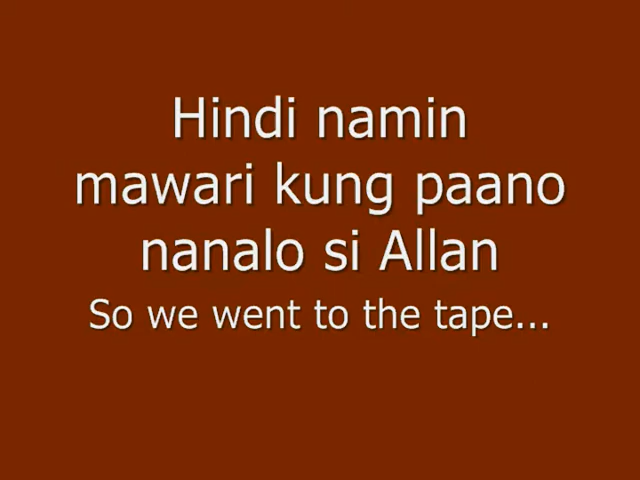 Hindi namin
mawari kung paano
nanalo si Allan
So we went to the tape...